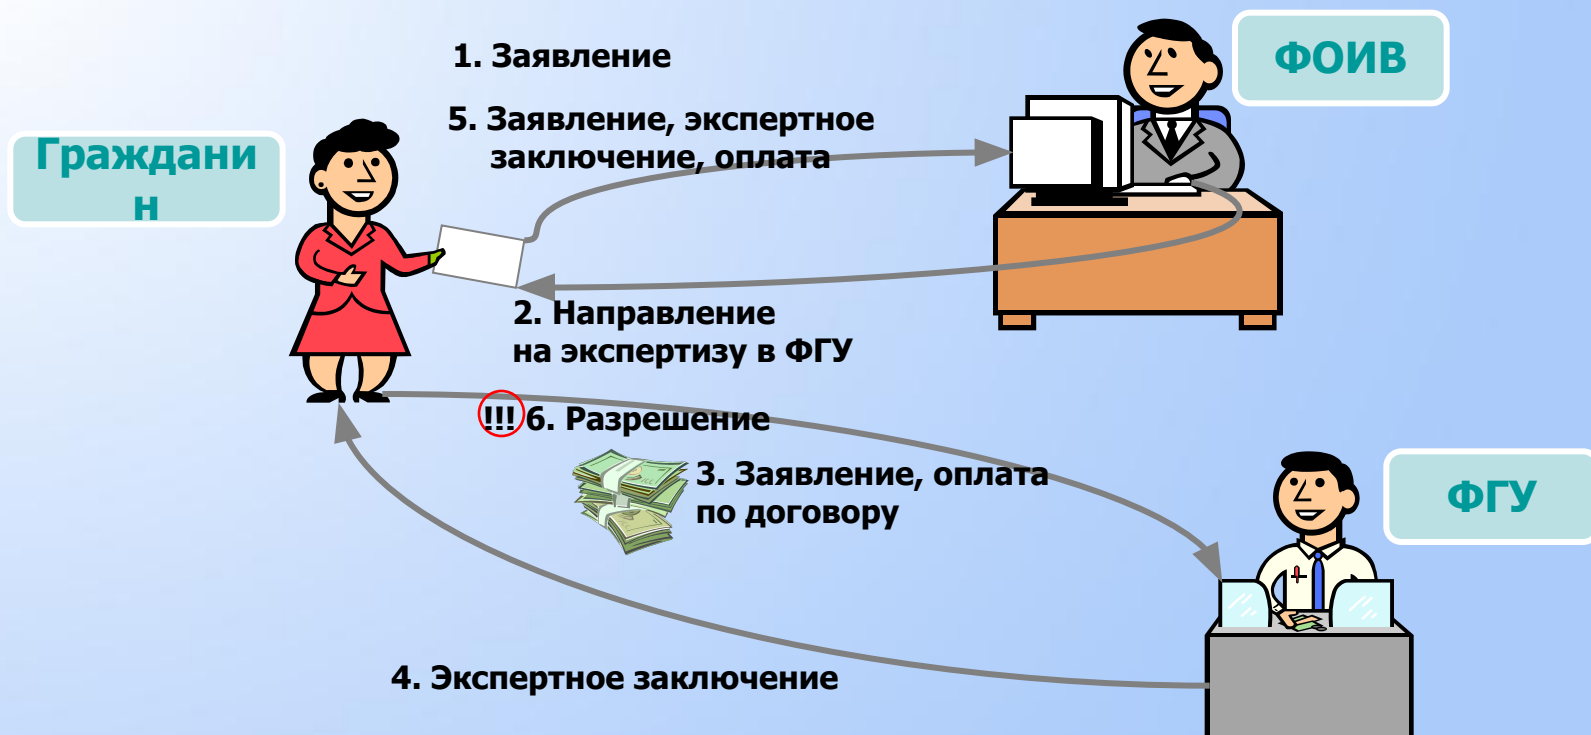 1. Заявление
ФОИВ
5. Заявление, экспертное
заключение, оплата
Граждани
н
2. Направление
на экспертизу в ФГУ
!!! 6. Разрешение
3. Заявление, оплата
по договору
ФГУ
4. Экспертное заключение